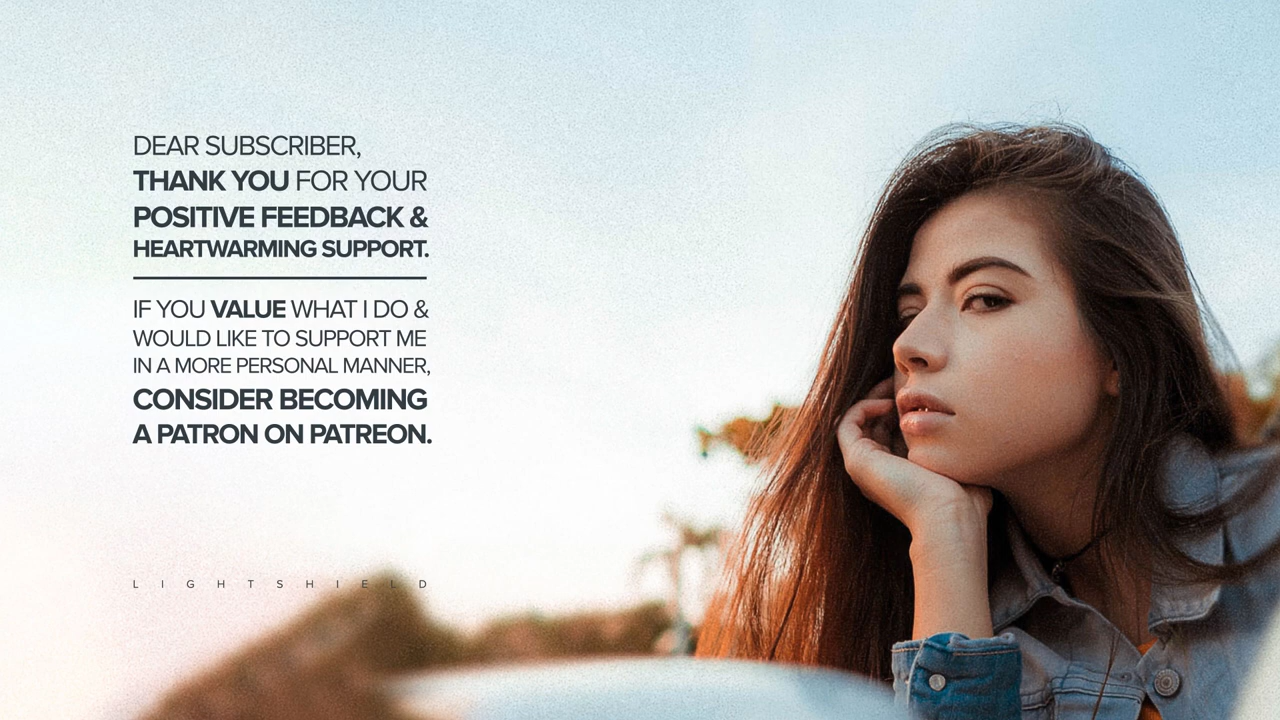 DEAR SUBSCRIBER,
THANK YOU FOR YOUR
POSITIVE FEEDBACK &
HEARTWARMING SUPPORT.
IF YOU VALUE WHAT I DO &
WOULD LIKE TO SUPPORT ME
IN A MORE PERSONAL MANNER,
CONSIDER BECOMING
A PATRON ON PATREON.
LIGHTSHIELD